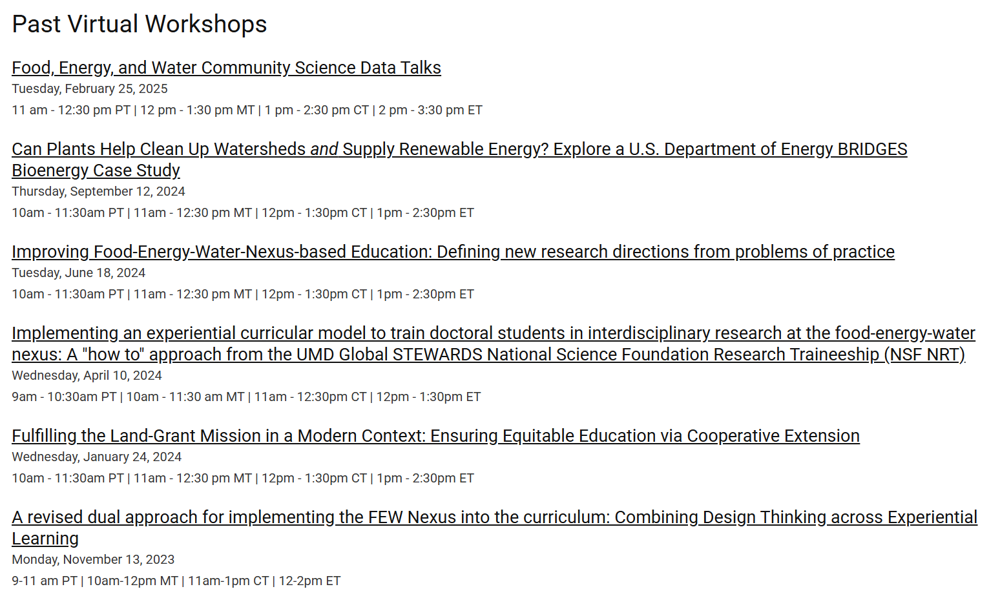 Past Virtual Workshops
Food, Energy, and Water Community Science Data Talks
Tuesday, February 25, 2025
11 am - 12:30 pm PT | 12 pm - 1:30 pm MT | 1 pm - 2:30 pm CT | 2 pm - 3:30 pm ET
Can Plants Help Clean Up Watersheds and Supply Renewable Energy? Explore a U.S. Department of Energy BRIDGES
Bioenergy Case Study
Thursday, September 12, 2024
10am - 11:30am PT | 11am - 12:30 pm MT | 12pm - 1:30pm CT | 1pm - 2:30pm ET
Improving Food-Energy-Water-Nexus-based Education: Defining new research directions from problems of practice
Tuesday, June 18, 2024
10am - 11:30am PT | 11am - 12:30 pm MT | 12pm - 1:30pm CT | 1pm - 2:30pm ET
Implementing an experiential curricular model to train doctoral students in interdisciplinary research at the food-energy-water
nexus: A "how to" approach from the UMD Global STEWARDS National Science Foundation Research Traineeship (NSF NRT)
Wednesday, April 10, 2024
9am - 10:30am PT | 10am - 11:30 am MT | 11am - 12:30pm CT | 12pm - 1:30pm ET
Fulfilling the Land-Grant Mission in a Modern Context: Ensuring Equitable Education via Cooperative Extension
Wednesday, January 24, 2024
10am - 11:30am PT | 11am - 12:30 pm MT | 12pm - 1:30pm CT | 1pm - 2:30pm ET
A revised dual approach for implementing the FEW Nexus into the curriculum: Combining Design Thinking across Experiential
Learning
Monday, November 13, 2023
9-11 am PT | 10am-12pm MT | 11am-1pm CT | 12-2pm ET